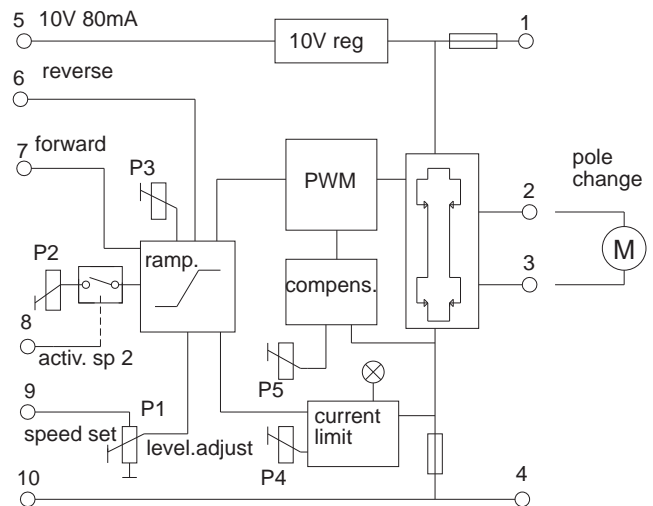 5 10V 80mA
10V reg
1
6 reverse
7 forward
P3
PWM
pole
change
2
P2
ramp.
M
3
compens.
8
activ. sp 2
P5
9
P1
speed set
level.adjust
current
limit
P4
10
4